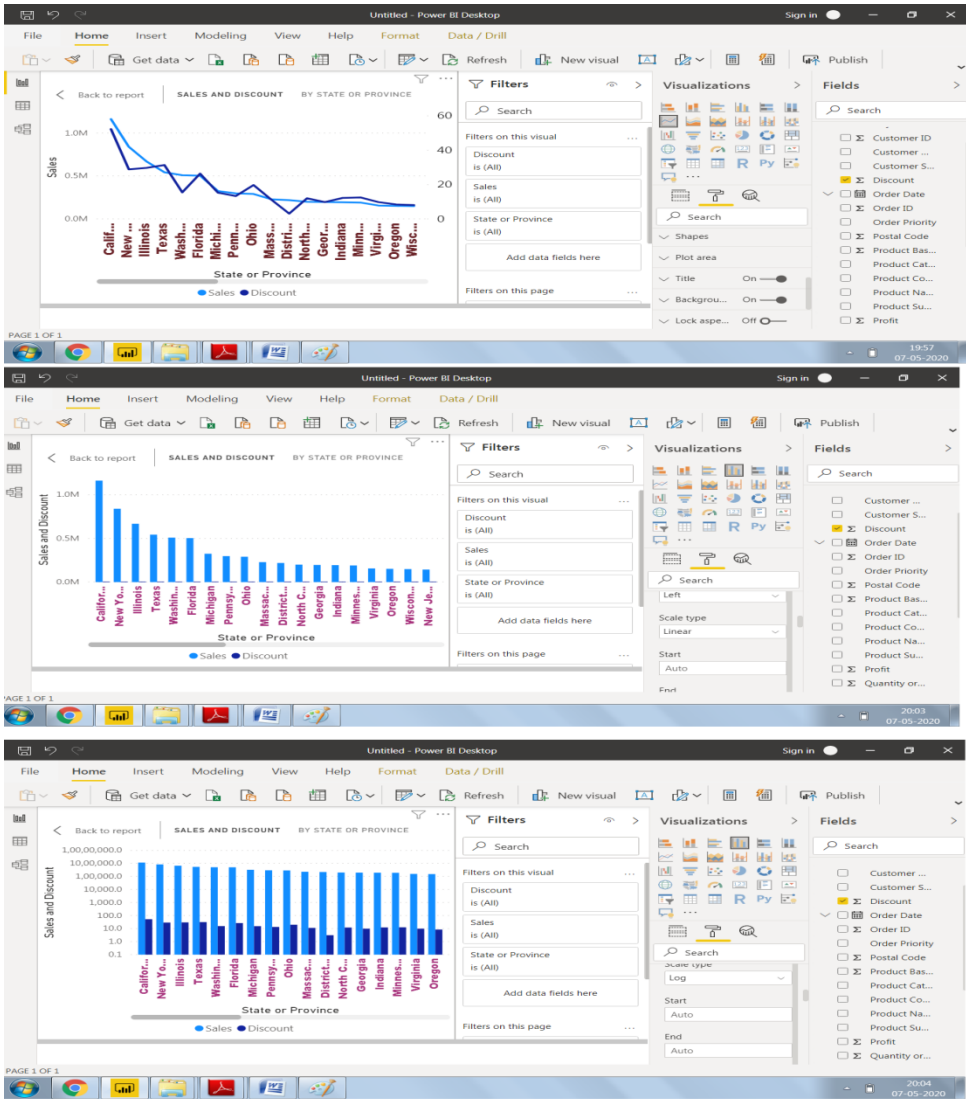 Untitled - Power BI Desktop
Sign in
File Home Insert Modeling View Help Format Data / Drill
Get data Refresh New visual Publish
Back to report SALES AND DISCOUNT BY STATE OR PROVINCE
60
1.0M
40
0.5M
20
0.0M
0
Sales
Calif... New ... Illinois Texas Wash... Florida Michi... Penn... Ohio Mass... Distri... North... Geor... Indiana Minn... Virgi... Oregon Wisc...
State or Province
Sales Discount
Filters
Search
Filters on this visual ...
Discount
is (All)
Sales
is (All)
State or Province
is (All)
Add data fields here
Filters on this page ...
Visualizations
R Py
Search
Shapes
Plot area
Title On
Backgrou... On
Lock aspe... Off
Fields
Search
Σ Customer ID
Customer ...
Customer S...
Σ Discount
Order Date
Σ Order ID
Order Priority
Σ Postal Code
Σ Product Bas...
Product Cat...
Product Co...
Product Na...
Product Su...
Σ Profit
PAGE 1 OF 1
19:57
07-05-2020
Untitled - Power BI Desktop
Sign in
File Home Insert Modeling View Help Format Data / Drill
Get data Refresh New visual Publish
Back to report SALES AND DISCOUNT BY STATE OR PROVINCE
1.0M
0.5M
0.0M
Sales and Discount
Califor... New Yo... Illinois Texas Washin... Florida Michigan Pennsy... Ohio Massac... District... North C... Georgia Indiana Minnes... Virginia Oregon Wiscon... New Je...
State or Province
Sales Discount
Filters
Search
Filters on this visual ...
Discount
is (All)
Sales
is (All)
State or Province
is (All)
Add data fields here
Filters on this page ...
Visualizations
R Py
Search
Left
Scale type
Linear
Start
Auto
End
Fields
Search
Customer ...
Customer S...
Σ Discount
Order Date
Σ Order ID
Order Priority
Σ Postal Code
Σ Product Bas...
Product Cat...
Product Co...
Product Na...
Product Su...
Σ Profit
Σ Quantity or...
PAGE 1 OF 1
20:03
07-05-2020
Untitled - Power BI Desktop
Sign in
File Home Insert Modeling View Help Format Data / Drill
Get data Refresh New visual Publish
Back to report SALES AND DISCOUNT BY STATE OR PROVINCE
1,00,00,000.0
10,00,000.0
1,00,000.0
10,000.0
1,000.0
100.0
10.0
1.0
0.1
Sales and Discount
Califor... New Yo... Illinois Texas Washin... Florida Michigan Pennsy... Ohio Massac... District... North C... Georgia Indiana Minnes... Virginia Oregon
State or Province
Sales Discount
Filters
Search
Filters on this visual ...
Discount
is (All)
Sales
is (All)
State or Province
is (All)
Add data fields here
Filters on this page ...
Visualizations
R Py
Search
Scale type
Log
Start
Auto
End
Auto
Fields
Search
Customer ...
Customer S...
Σ Discount
Order Date
Σ Order ID
Order Priority
Σ Postal Code
Σ Product Bas...
Product Cat...
Product Co...
Product Na...
Product Su...
Σ Profit
Σ Quantity or...
PAGE 1 OF 1
20:04
07-05-2020